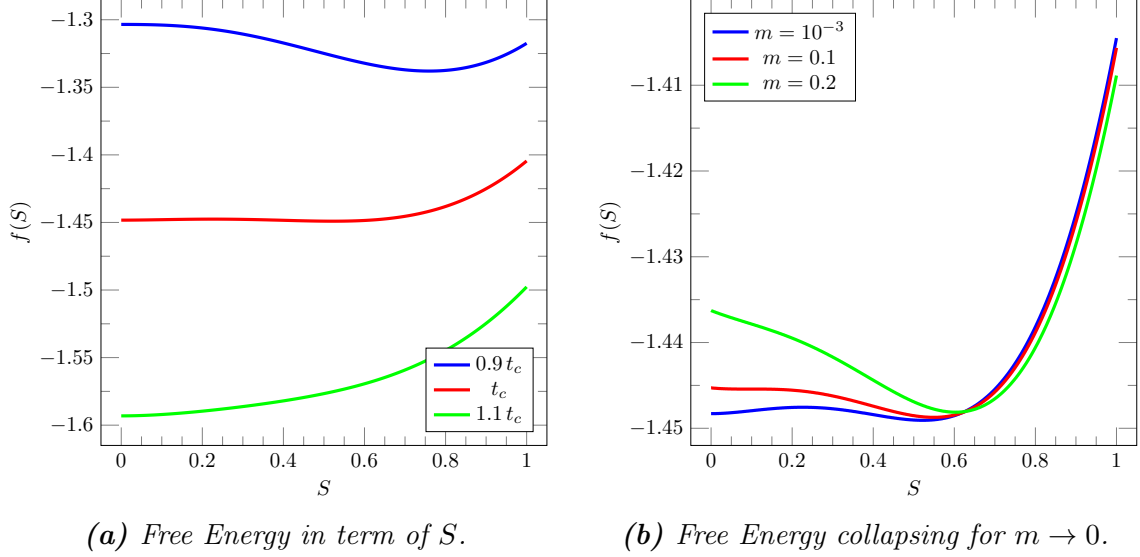 −1.3
−1.35
−1.4
−1.45
−1.5
−1.55
−1.6
f(S)
0 0.2 0.4 0.6 0.8 1
S
0.9 t_c
t_c
1.1 t_c
(a) Free Energy in term of S.
m = 10^{−3}
m = 0.1
m = 0.2
−1.41
−1.42
−1.43
−1.44
−1.45
f(S)
0 0.2 0.4 0.6 0.8 1
S
(b) Free Energy collapsing for m → 0.